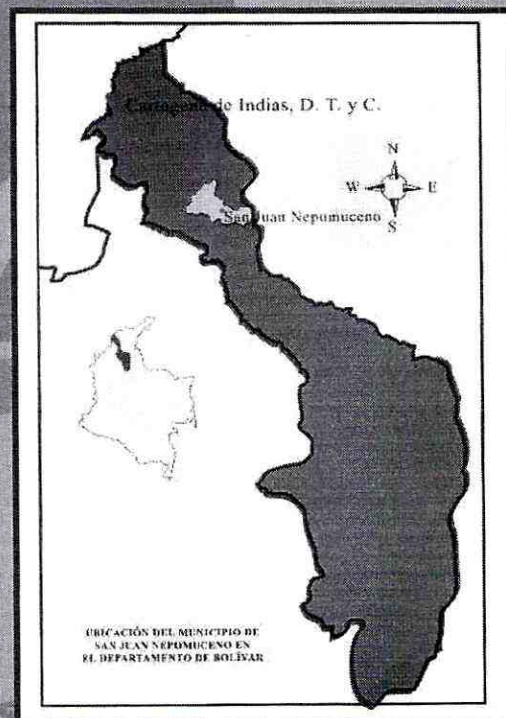 Cartagena de Indias, D. T. y C.
N
W E
San Juan Nepomuceno
S
UBICACIÓN DEL MUNICIPIO DE
SAN JUAN NEPOMUCENO EN
EL DEPARTAMENTO DE BOLÍVAR